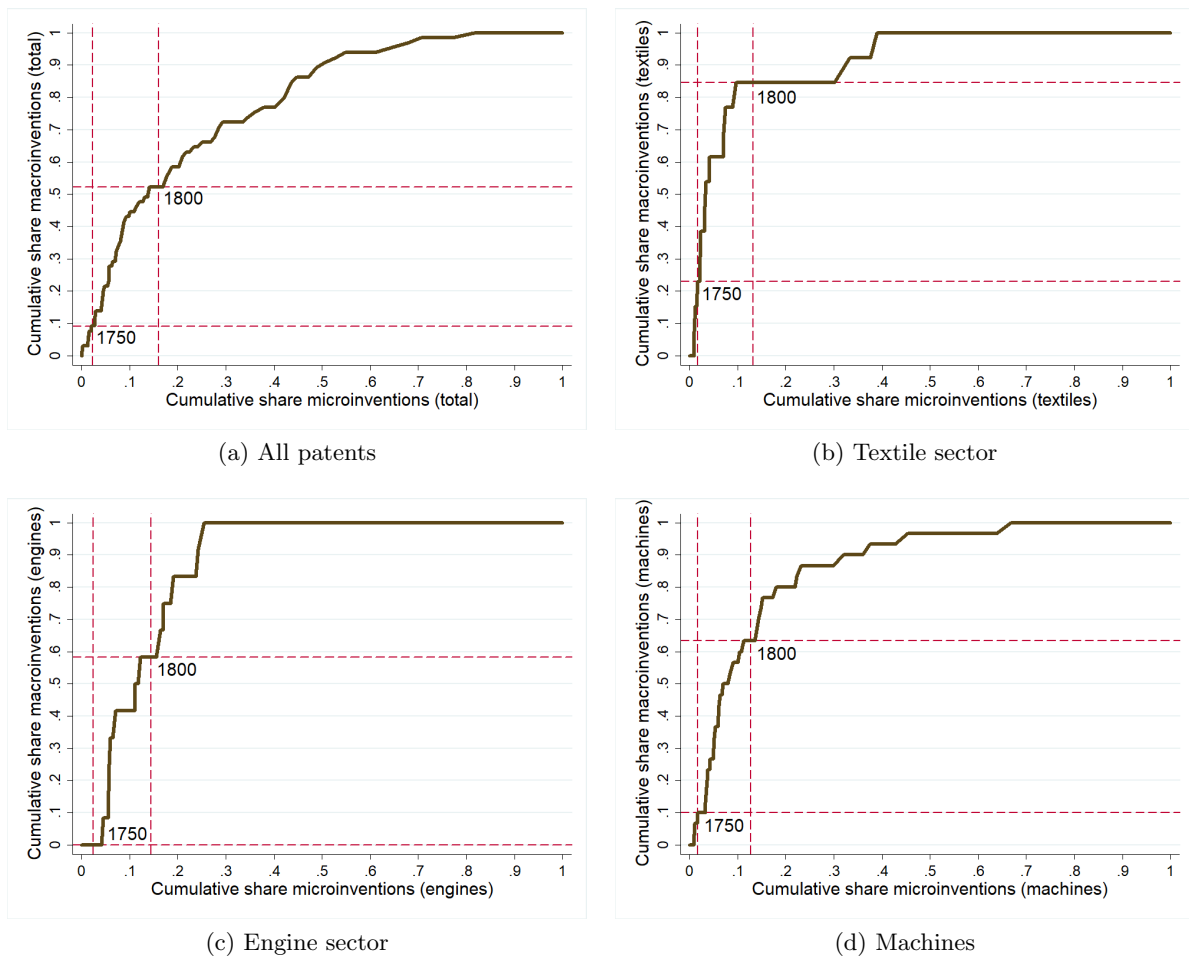 Cumulative share macroinventions (total)
0 .1 .2 .3 .4 .5 .6 .7 .8 .9 1
1800
1750
0 .1 .2 .3 .4 .5 .6 .7 .8 .9 1
Cumulative share microinventions (total)
(a) All patents
Cumulative share macroinventions (textiles)
0 .1 .2 .3 .4 .5 .6 .7 .8 .9 1
1800
1750
0 .1 .2 .3 .4 .5 .6 .7 .8 .9 1
Cumulative share microinventions (textiles)
(b) Textile sector
Cumulative share macroinventions (engines)
0 .1 .2 .3 .4 .5 .6 .7 .8 .9 1
1800
1750
0 .1 .2 .3 .4 .5 .6 .7 .8 .9 1
Cumulative share microinventions (engines)
(c) Engine sector
Cumulative share macroinventions (machines)
0 .1 .2 .3 .4 .5 .6 .7 .8 .9 1
1800
1750
0 .1 .2 .3 .4 .5 .6 .7 .8 .9 1
Cumulative share microinventions (machines)
(d) Machines